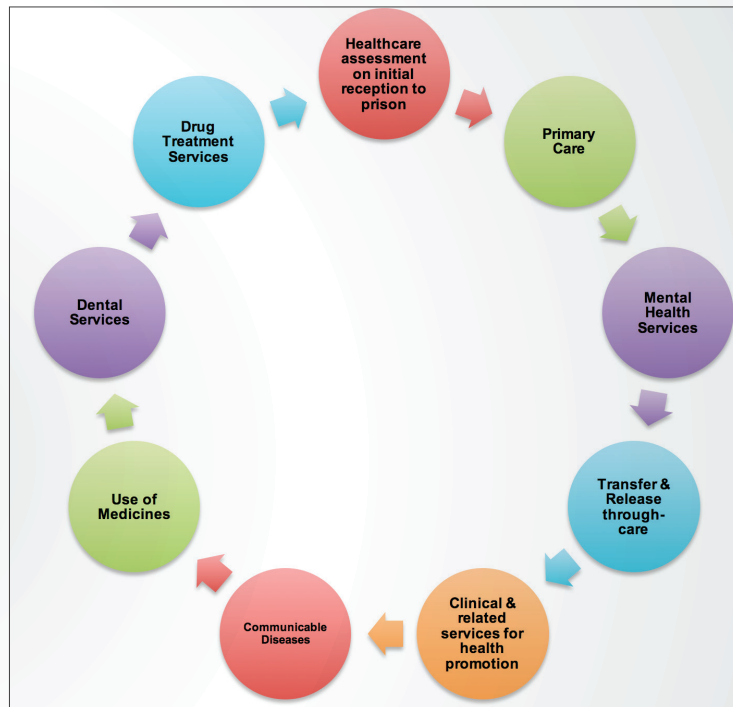 Healthcare
assessment
on initial
reception to
prison
Primary
Care
Mental
Health
Services
Transfer &
Release
through-
care
Clinical &
related
services for
health
promotion
Communicable
Diseases
Use of
Medicines
Dental
Services
Drug
Treatment
Services